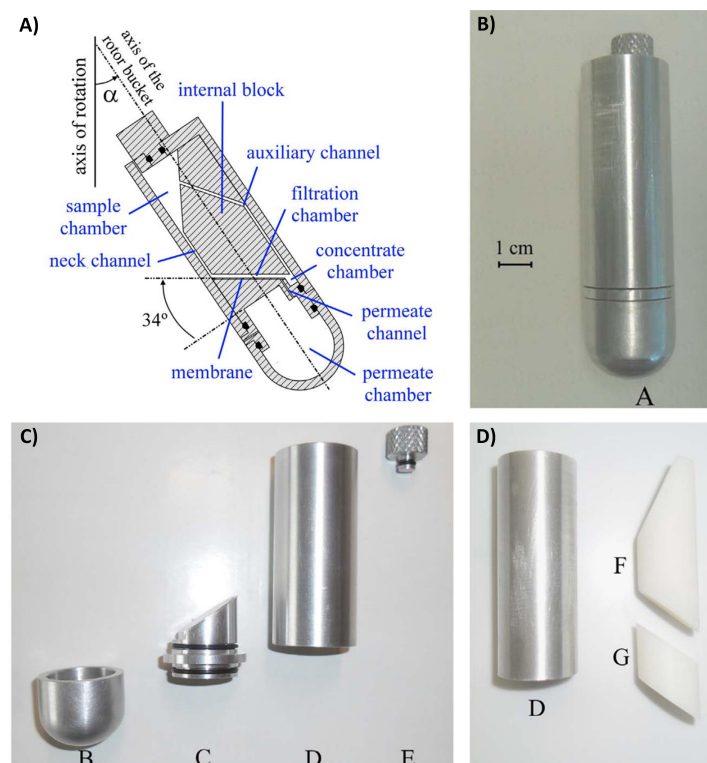 A)
axis of rotation
α
axis of the
rotor bucket
internal block
auxiliary channel
filtration
chamber
sample
chamber
neck channel
concentrate
chamber
34º
permeate
channel
membrane
permeate
chamber
B)
1 cm
A
C)
B
C
D
E
D)
F
G
D